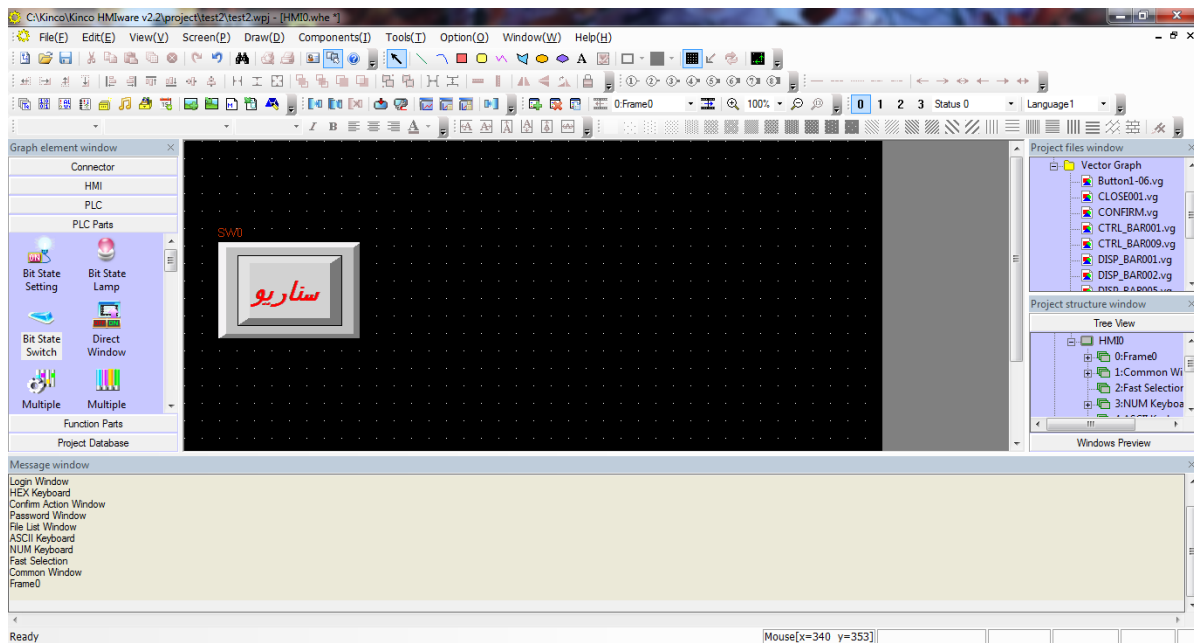 C:\Kinco\Kinco HMIware v2.2\project\test2\test2.wpj - [HMI0.whe *]
File(F) Edit(E) View(V) Screen(P) Draw(D) Components(I) Tools(T) Option(O) Window(W) Help(H)
0:Frame0 100% 0 1 2 3 Status 0 Language1
Graph element window
Connector
HMI
PLC
PLC Parts
Bit State Setting
Bit State Lamp
Bit State Switch
Direct Window
Multiple
Multiple
Function Parts
Project Database
SW0
سناریو
Project files window
Vector Graph
Button1-06.vg
CLOSE001.vg
CONFIRM.vg
CTRL_BAR001.vg
CTRL_BAR009.vg
DISP_BAR001.vg
DISP_BAR002.vg
DISP_BAR005.vg
Project structure window
Tree View
HMI0
0:Frame0
1:Common Wi
2:Fast Selection
3:NUM Keyboa
Windows Preview
Message window
Login Window
HEX Keyboard
Confirm Action Window
Password Window
File List Window
ASCII Keyboard
NUM Keyboard
Fast Selection
Common Window
Frame0
Ready
Mouse[x=340 y=353]